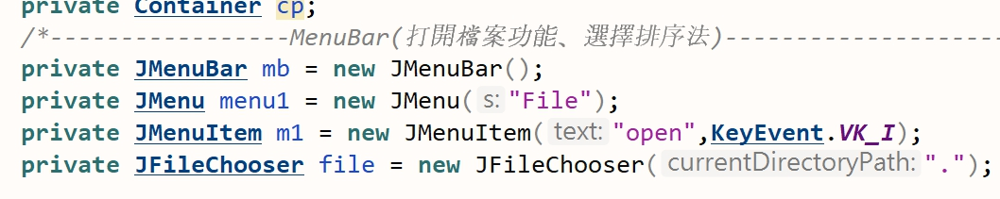 private Container cp;
/*-----------------MenuBar(打開檔案功能、選擇排序法)-------------------
private JMenuBar mb = new JMenuBar();
private JMenu menu1 = new JMenu( s: "File");
private JMenuItem m1 = new JMenuItem( text: "open",KeyEvent.VK_I);
private JFileChooser file = new JFileChooser( currentDirectoryPath: ".");